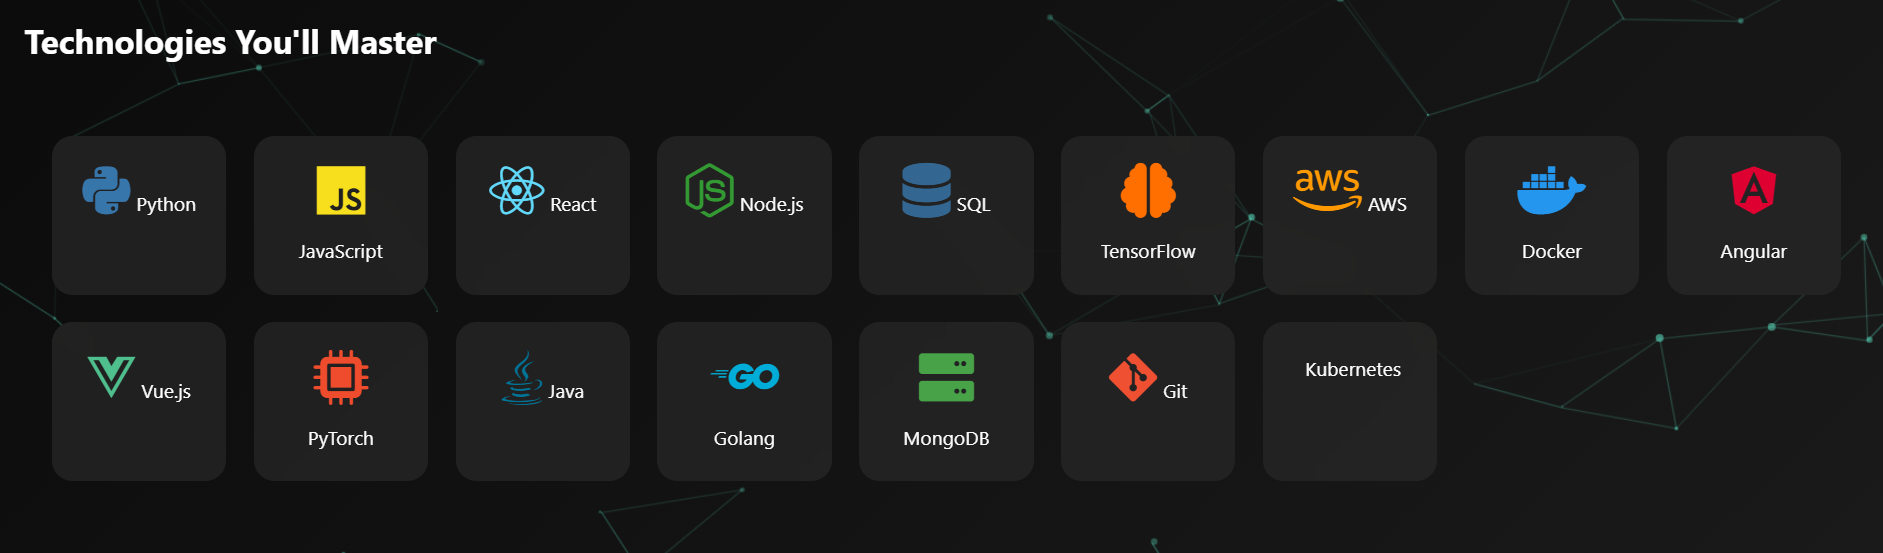 Technologies You'll Master
Python
JS
JavaScript
React
JS
Node.js
SQL
TensorFlow
aws
AWS
Docker
A
Angular
Vue.js
PyTorch
Java
GO
Golang
MongoDB
Git
Kubernetes